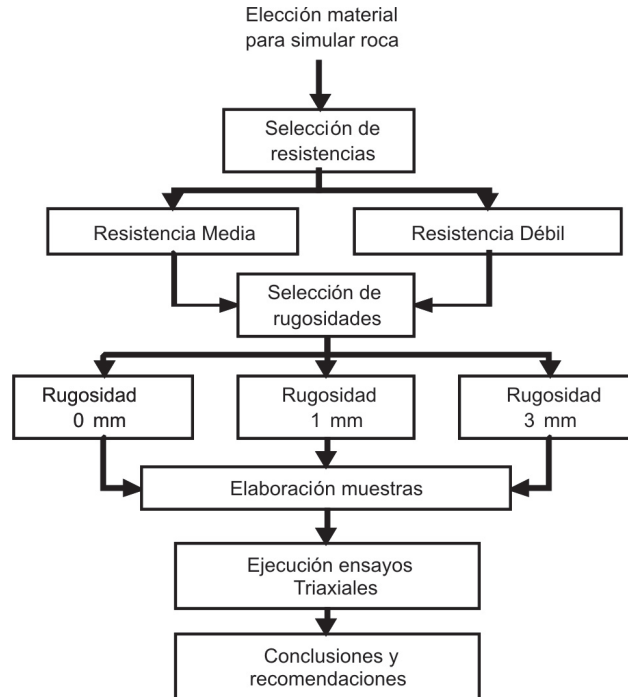 Elección material
para simular roca
Selección de
resistencias
Resistencia Media
Resistencia Débil
Selección de
rugosidades
Rugosidad
0 mm
Rugosidad
1 mm
Rugosidad
3 mm
Elaboración muestras
Ejecución ensayos
Triaxiales
Conclusiones y
recomendaciones